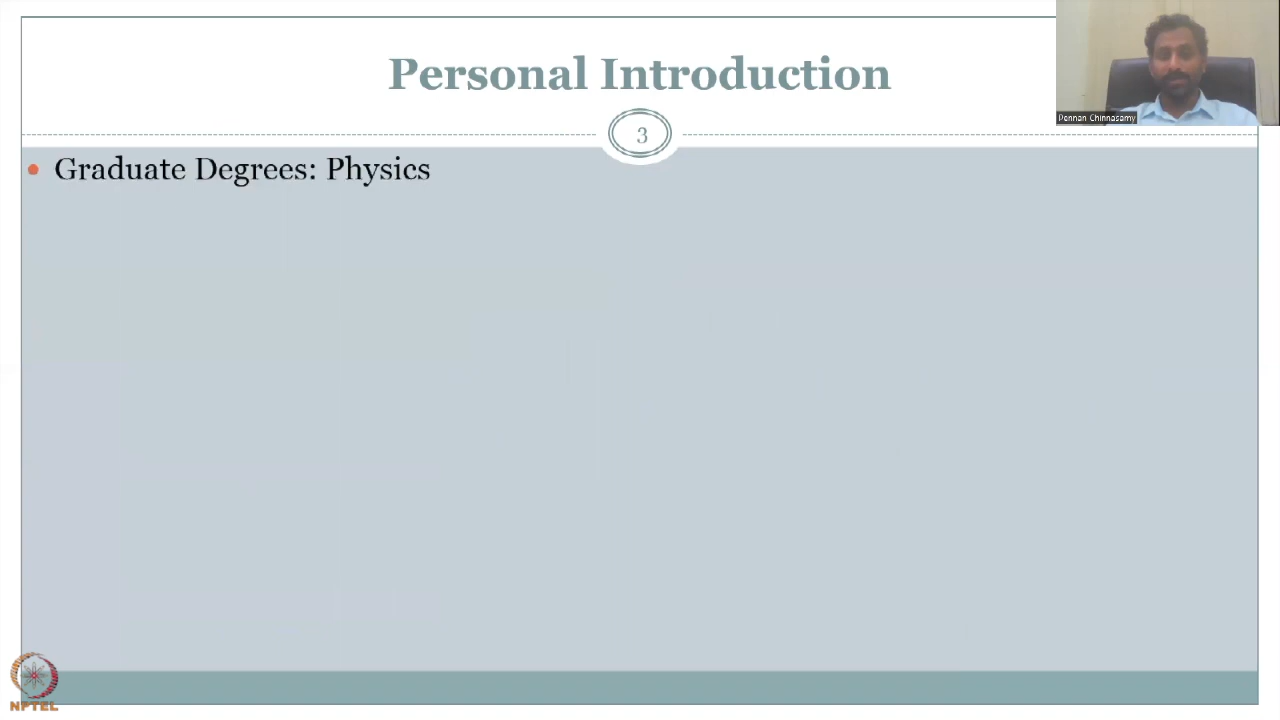 Personal Introduction
Pennan Chinnasamy
3
Graduate Degrees: Physics
NPTEL